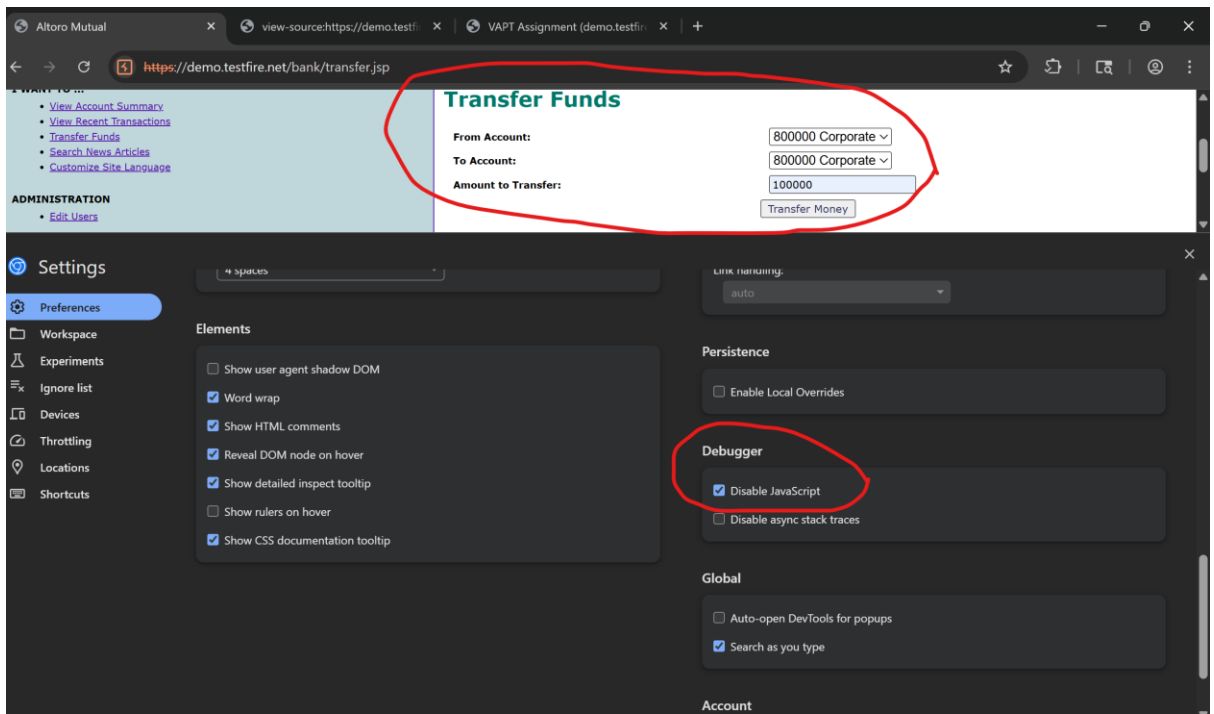 Altoro Mutual
view-source:https://demo.testfi
VAPT Assignment (demo.testfir
https://demo.testfire.net/bank/transfer.jsp
I WANT TO ...
View Account Summary
View Recent Transactions
Transfer Funds
Search News Articles
Customize Site Language
ADMINISTRATION
Edit Users
Transfer Funds
From Account:
800000 Corporate
To Account:
800000 Corporate
Amount to Transfer:
100000
Transfer Money
Settings
Preferences
Workspace
Experiments
Ignore list
Devices
Throttling
Locations
Shortcuts
4 spaces
Elements
Show user agent shadow DOM
Word wrap
Show HTML comments
Reveal DOM node on hover
Show detailed inspect tooltip
Show rulers on hover
Show CSS documentation tooltip
Link handling:
auto
Persistence
Enable Local Overrides
Debugger
Disable JavaScript
Disable async stack traces
Global
Auto-open DevTools for popups
Search as you type
Account